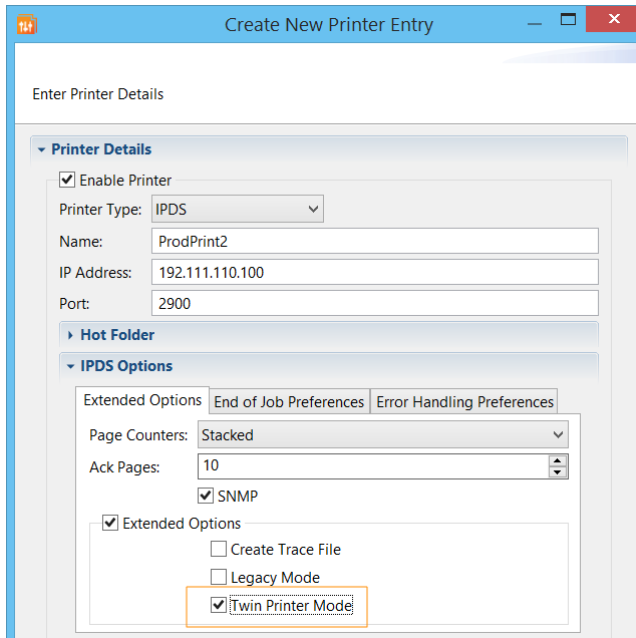 Create New Printer Entry
Enter Printer Details
Printer Details
Enable Printer
Printer Type: IPDS
Name: ProdPrint2
IP Address: 192.111.110.100
Port: 2900
Hot Folder
IPDS Options
Extended Options End of Job Preferences Error Handling Preferences
Page Counters: Stacked
Ack Pages: 10
SNMP
Extended Options
Create Trace File
Legacy Mode
Twin Printer Mode